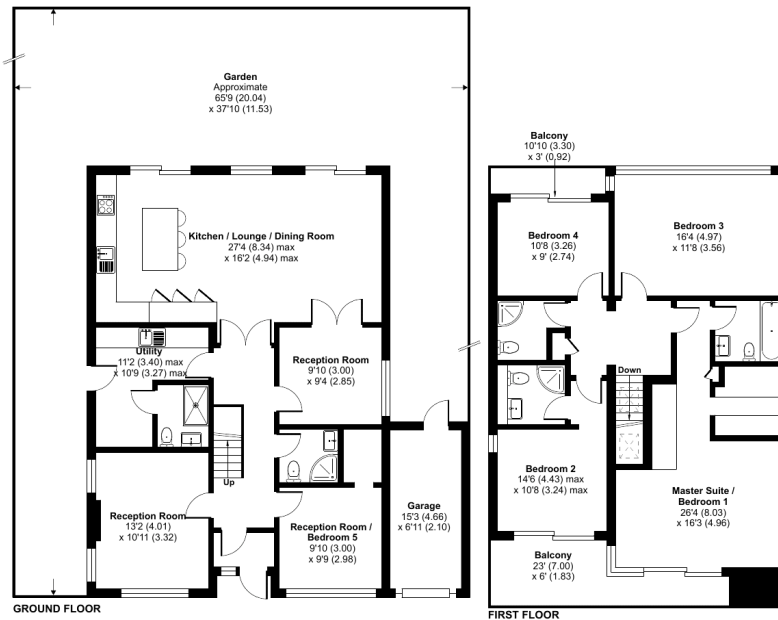 Garden
Approximate
65'9 (20.04)
x 37'10 (11.53)
Kitchen / Lounge / Dining Room
27'4 (8.34) max
x 16'2 (4.94) max
Utility
11'2 (3.40) max
x 10'9 (3.27) max
Reception Room
9'10 (3.00)
x 9'4 (2.85)
Up
Reception Room
13'2 (4.01)
x 10'11 (3.32)
Reception Room /
Bedroom 5
9'10 (3.00)
x 9'9 (2.98)
Garage
15'3 (4.66)
x 6'11 (2.10)
GROUND FLOOR
Balcony
10'10 (3.30)
x 3' (0.92)
Bedroom 4
10'8 (3.26)
x 9' (2.74)
Bedroom 3
16'4 (4.97)
x 11'8 (3.56)
Down
Bedroom 2
14'6 (4.43) max
x 10'8 (3.24) max
Master Suite /
Bedroom 1
26'4 (8.03)
x 16'3 (4.96)
Balcony
23' (7.00)
x 6' (1.83)
FIRST FLOOR